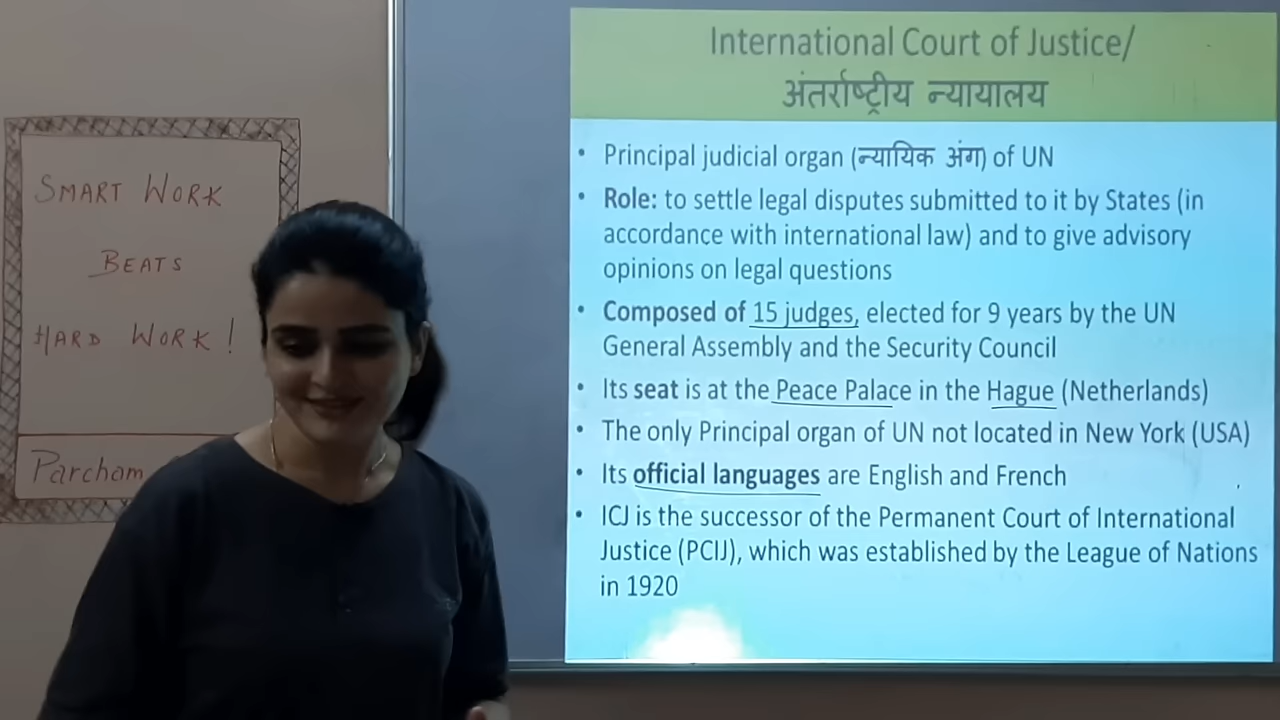 SMART WORK
BEATS
HARD WORK!
Parcham
International Court of Justice/
अंतर्राष्ट्रीय न्यायालय
• Principal judicial organ (न्यायिक अंग) of UN
• Role: to settle legal disputes submitted to it by States (in
accordance with international law) and to give advisory
opinions on legal questions
• Composed of 15 judges, elected for 9 years by the UN
General Assembly and the Security Council
• Its seat is at the Peace Palace in the Hague (Netherlands)
• The only Principal organ of UN not located in New York (USA)
• Its official languages are English and French
• ICJ is the successor of the Permanent Court of International
Justice (PCIJ), which was established by the League of Nations
in 1920